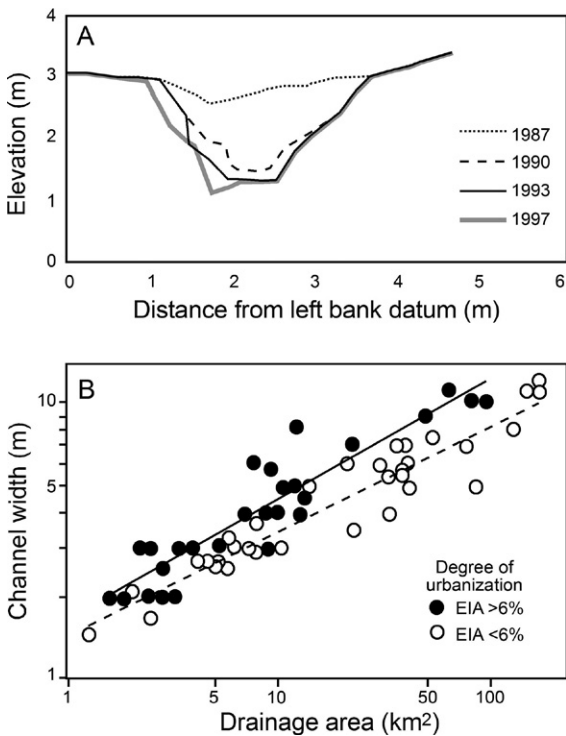 A
4
3
2
1
0
Elevation (m)
1987
1990
1993
1997
0 1 2 3 4 5 6
Distance from left bank datum (m)
B
10
5
2
1
Channel width (m)
Degree of
urbanization
EIA >6%
EIA <6%
1 5 10 50 100
Drainage area (km²)